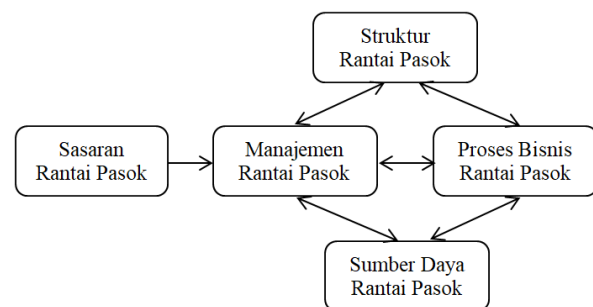 Struktur
Rantai Pasok
Sasaran
Rantai Pasok
Manajemen
Rantai Pasok
Proses Bisnis
Rantai Pasok
Sumber Daya
Rantai Pasok